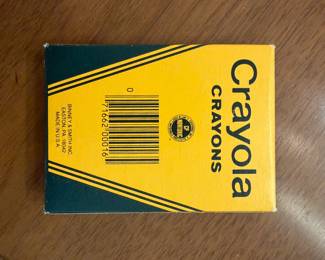 Crayola
CRAYONS
0
71662 00016
BINNEY & SMITH INC.
EASTON, PA. 18042
MADE IN U.S.A.